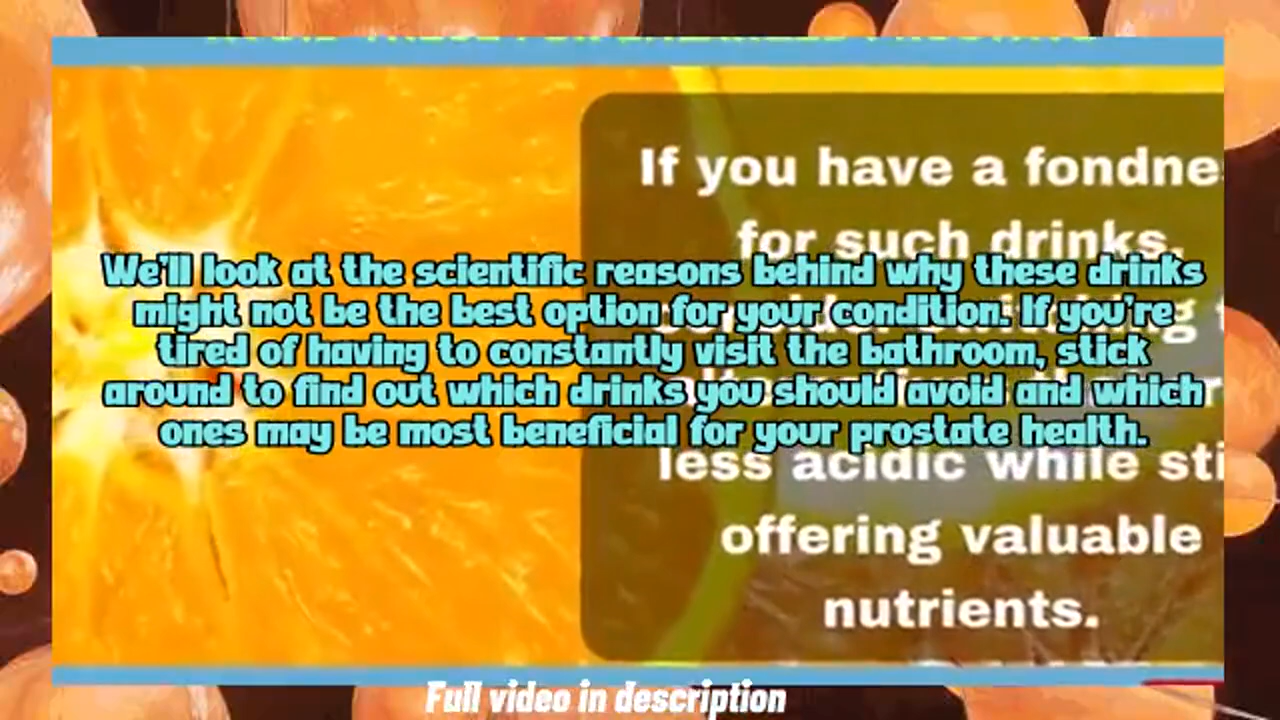 If you have a fondne
for such drinks,
We'll look at the scientific reasons behind why these drinks
might not be the best option for your condition. If you're
tired of having to constantly visit the bathroom, stick
around to find out which drinks you should avoid and which
ones may be most beneficial for your prostate health.
less acidic while sti
offering valuable
nutrients.
Full video in description